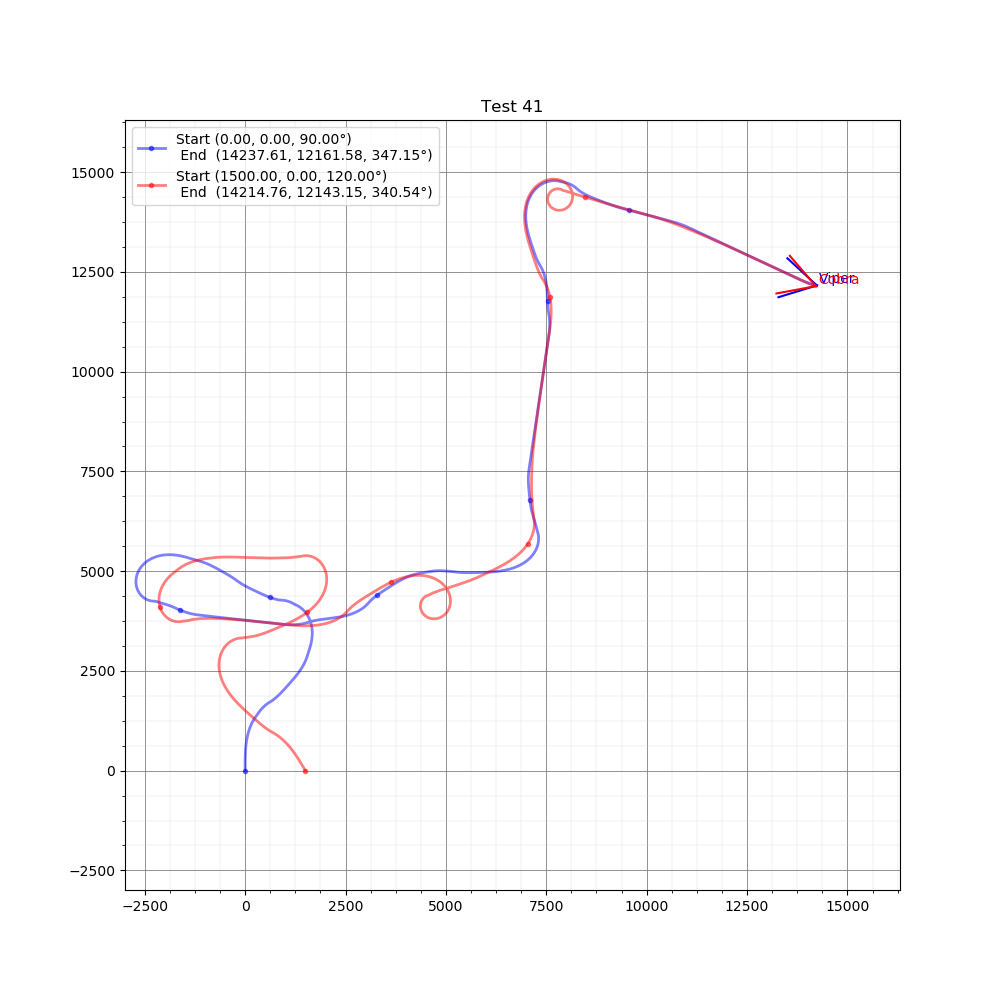 Test 41
Start (0.00, 0.00, 90.00°)
End (14237.61, 12161.58, 347.15°)
Start (1500.00, 0.00, 120.00°)
End (14214.76, 12143.15, 340.54°)
15000
12500
10000
7500
5000
2500
0
−2500
Viper
Cobra
−2500 0 2500 5000 7500 10000 12500 15000